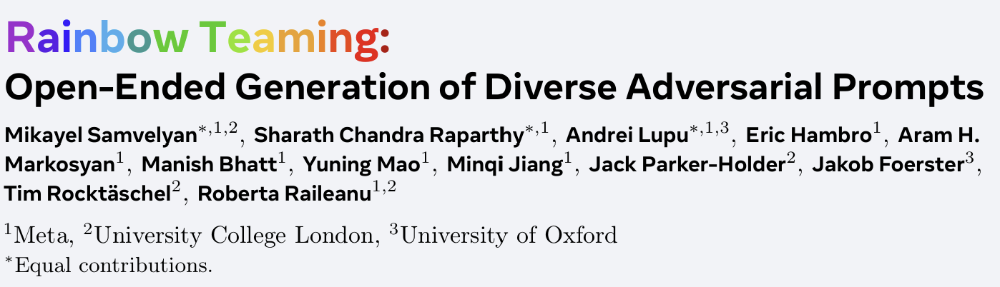 Rainbow Teaming:
Open-Ended Generation of Diverse Adversarial Prompts
Mikayel Samvelyan*,1,2, Sharath Chandra Raparthy*,1, Andrei Lupu*,1,3, Eric Hambro1, Aram H.
Markosyan1, Manish Bhatt1, Yuning Mao1, Minqi Jiang1, Jack Parker-Holder2, Jakob Foerster3,
Tim Rocktäschel2, Roberta Raileanu1,2
1Meta, 2University College London, 3University of Oxford
*Equal contributions.